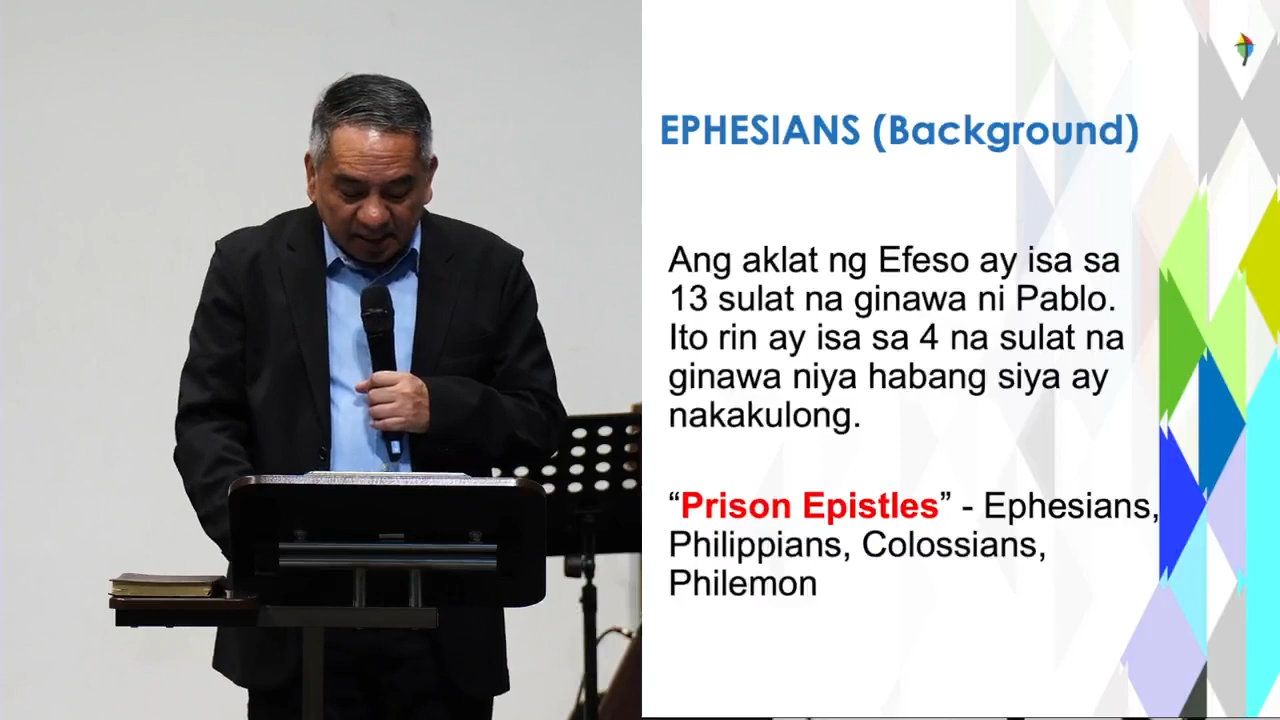 EPHESIANS (Background)
Ang aklat ng Efeso ay isa sa
13 sulat na ginawa ni Pablo.
Ito rin ay isa sa 4 na sulat na
ginawa niya habang siya ay
nakakulong.
“Prison Epistles” - Ephesians,
Philippians, Colossians,
Philemon